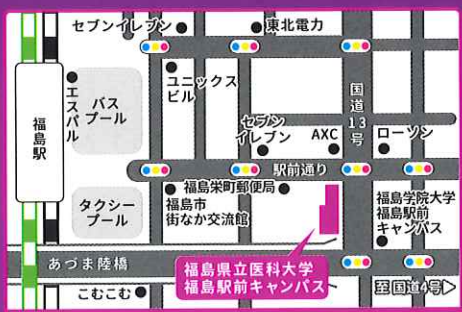 セブンイレブン
東北電力
ユニックス
ビル
エスパル
バス
プール
福島駅
国道13号
セブン
イレブン
AXC
ローソン
駅前通り
福島栄町郵便局
福島市
街なか交流館
タクシー
プール
福島学院大学
福島駅前
キャンパス
あづま陸橋
福島県立医科大学
福島駅前キャンパス
こむこむ
至国道4号